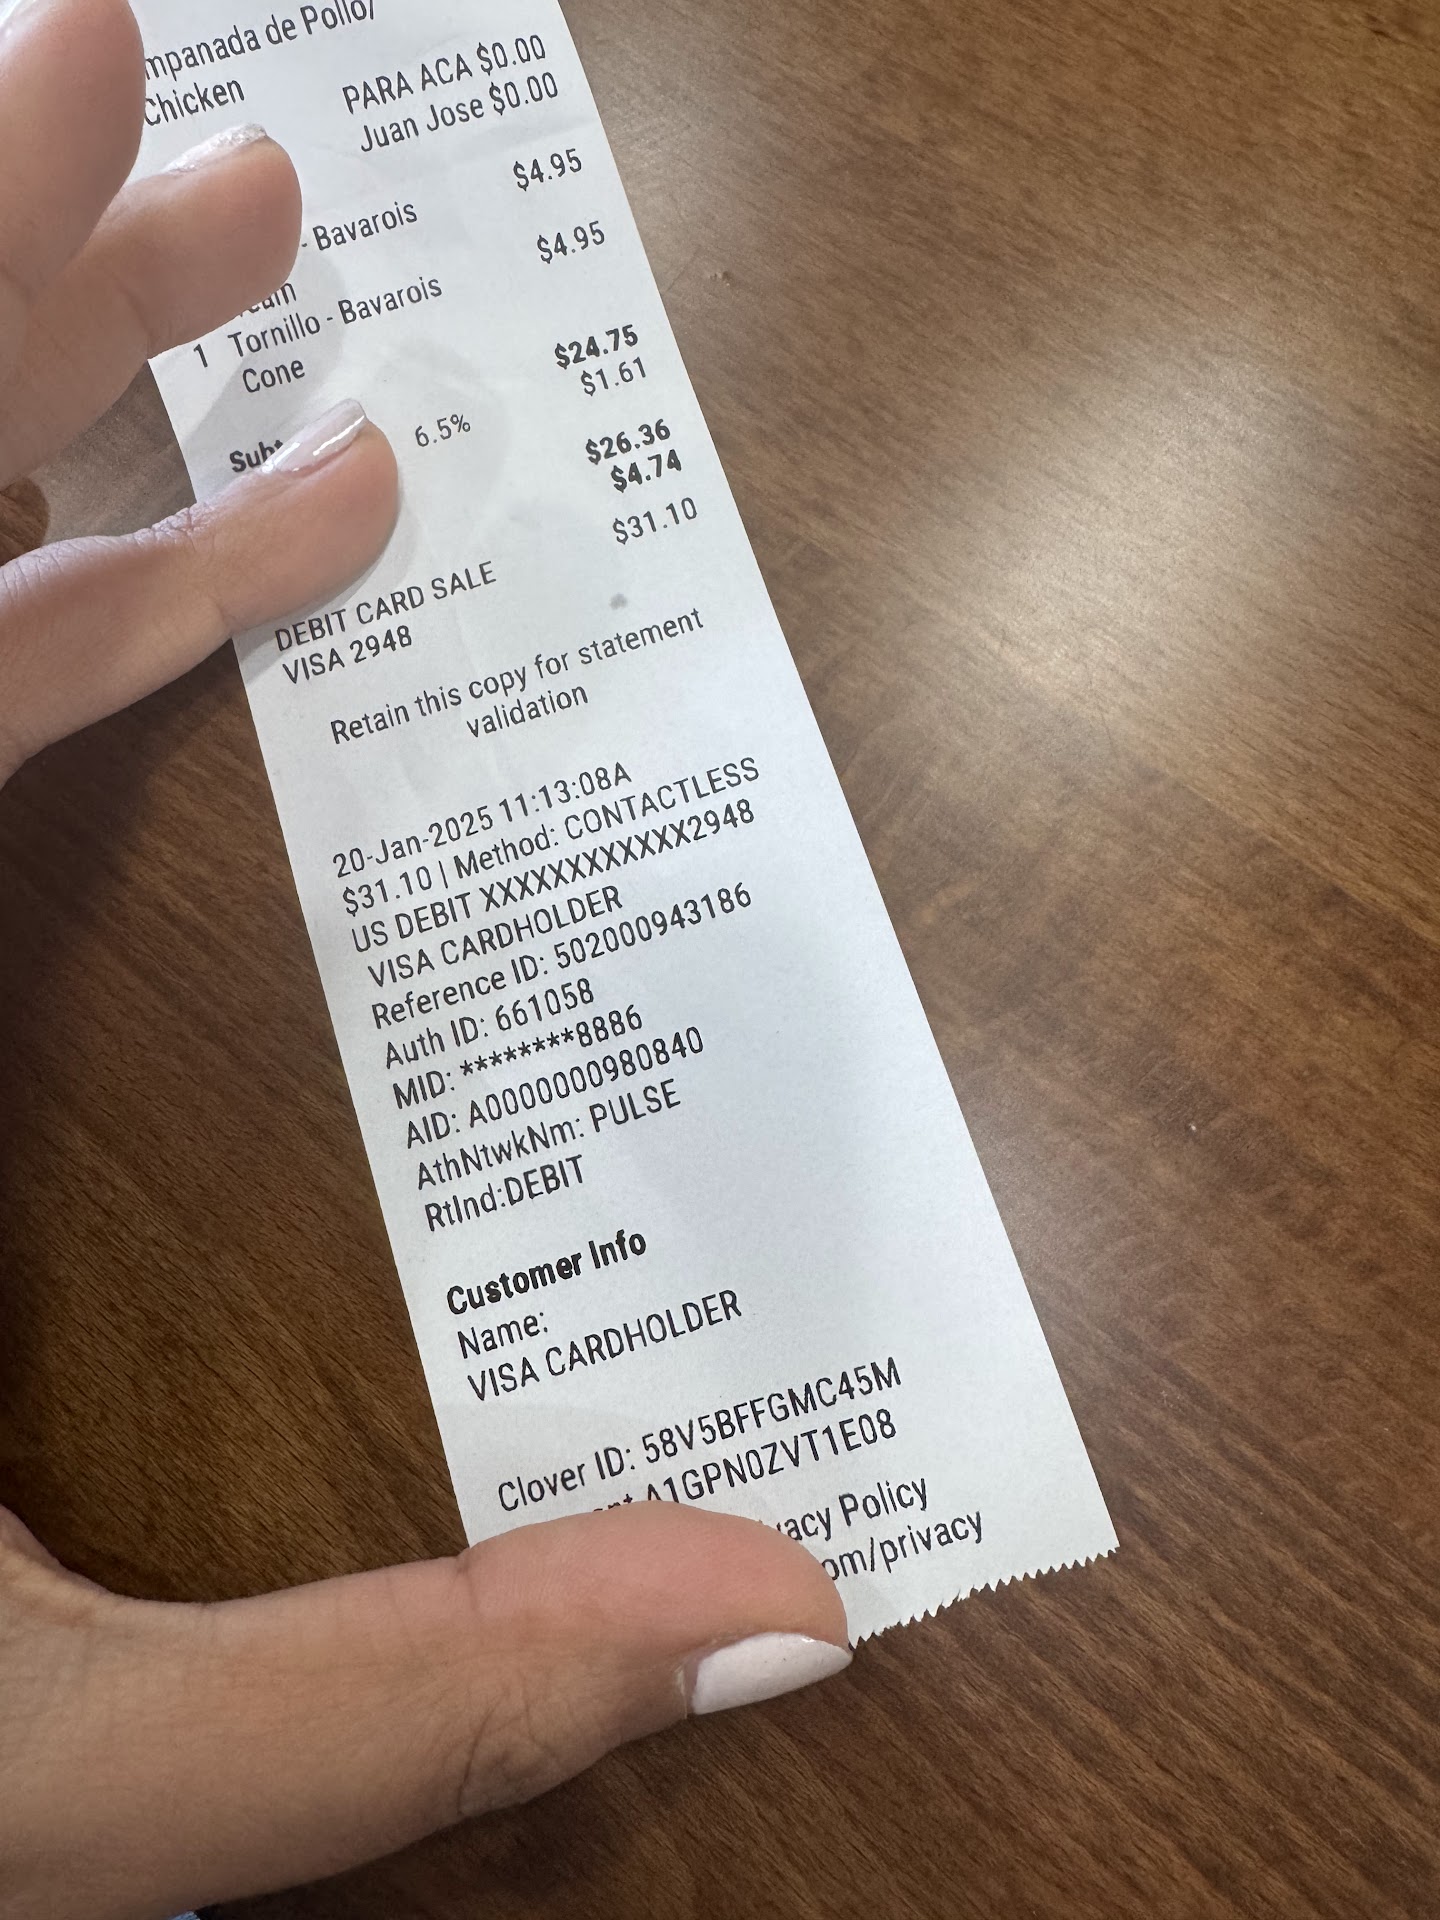 mpanada de Pollo/
Chicken
PARA ACA $0.00
Juan Jose $0.00
$4.95
- Bavarois
$4.95
1 Tornillo - Bavarois
Cone
$24.75
6.5% $1.61
$26.36
$4.74
$31.10
DEBIT CARD SALE
VISA 2948
Retain this copy for statement
validation
20-Jan-2025 11:13:08A
$31.10 | Method: CONTACTLESS
US DEBIT XXXXXXXXXXXX2948
VISA CARDHOLDER
Reference ID: 502000943186
Auth ID: 661058
MID: ********8886
AID: A0000000980840
AthNtwkNm: PULSE
RtInd:DEBIT
Customer Info
Name:
VISA CARDHOLDER
Clover ID: 58V5BFFGMC45M
A1GPN0ZVT1E08
vacy Policy
om/privacy